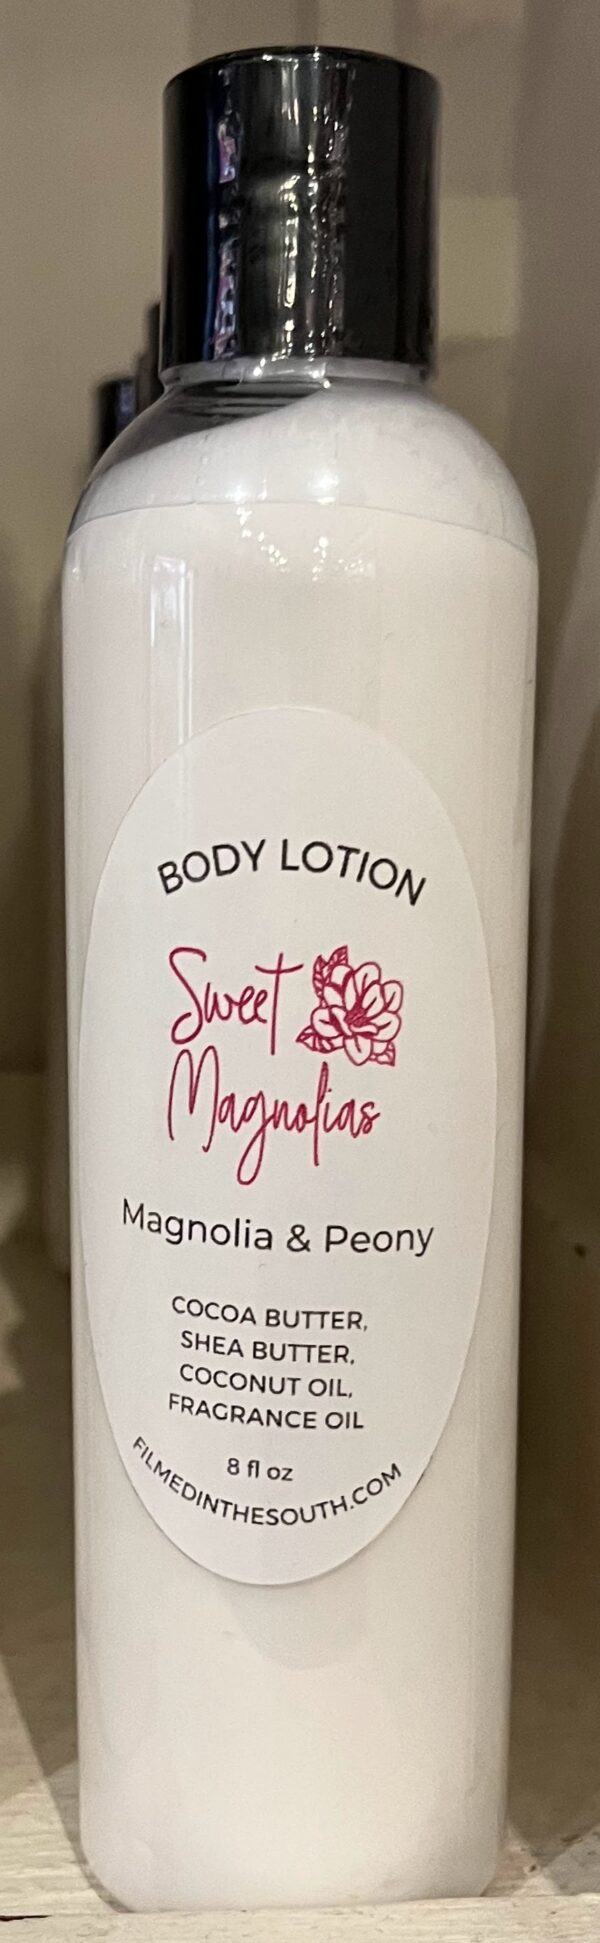 BODY LOTION
Sweet
Magnolias
Magnolia & Peony
COCOA BUTTER,
SHEA BUTTER,
COCONUT OIL,
FRAGRANCE OIL
8 fl oz
FILMEDINTHESOUTH.COM